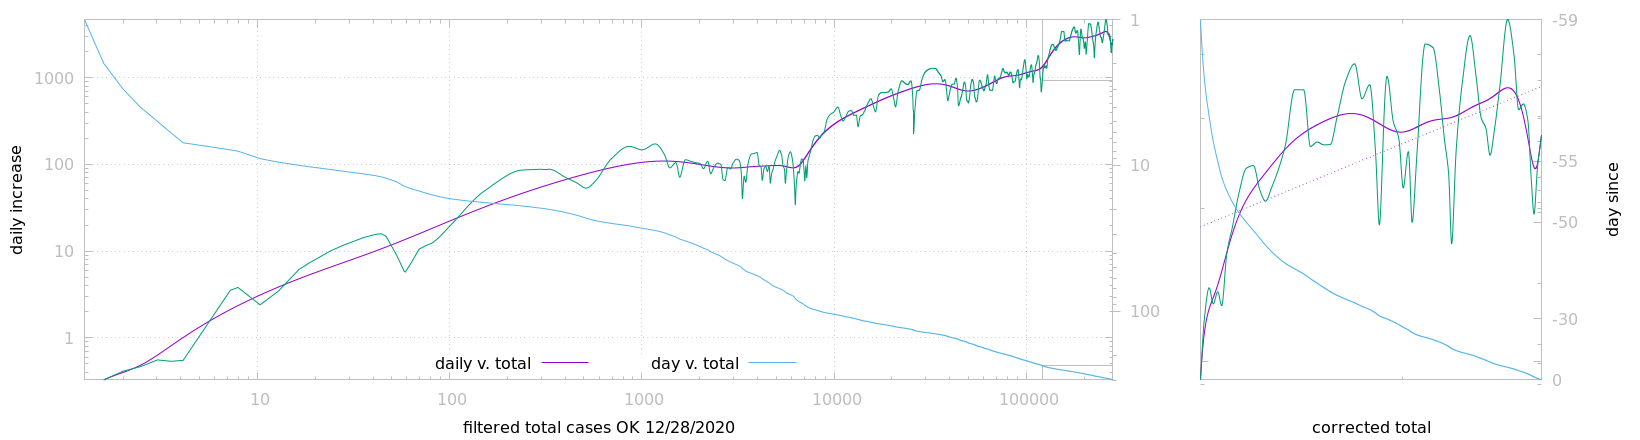 1000
100
10
1
daily increase
daily v. total
day v. total
10
100
1000
10000
100000
filtered total cases OK 12/28/2020
1
10
100
-59
-55
-50
-30
0
day since
corrected total